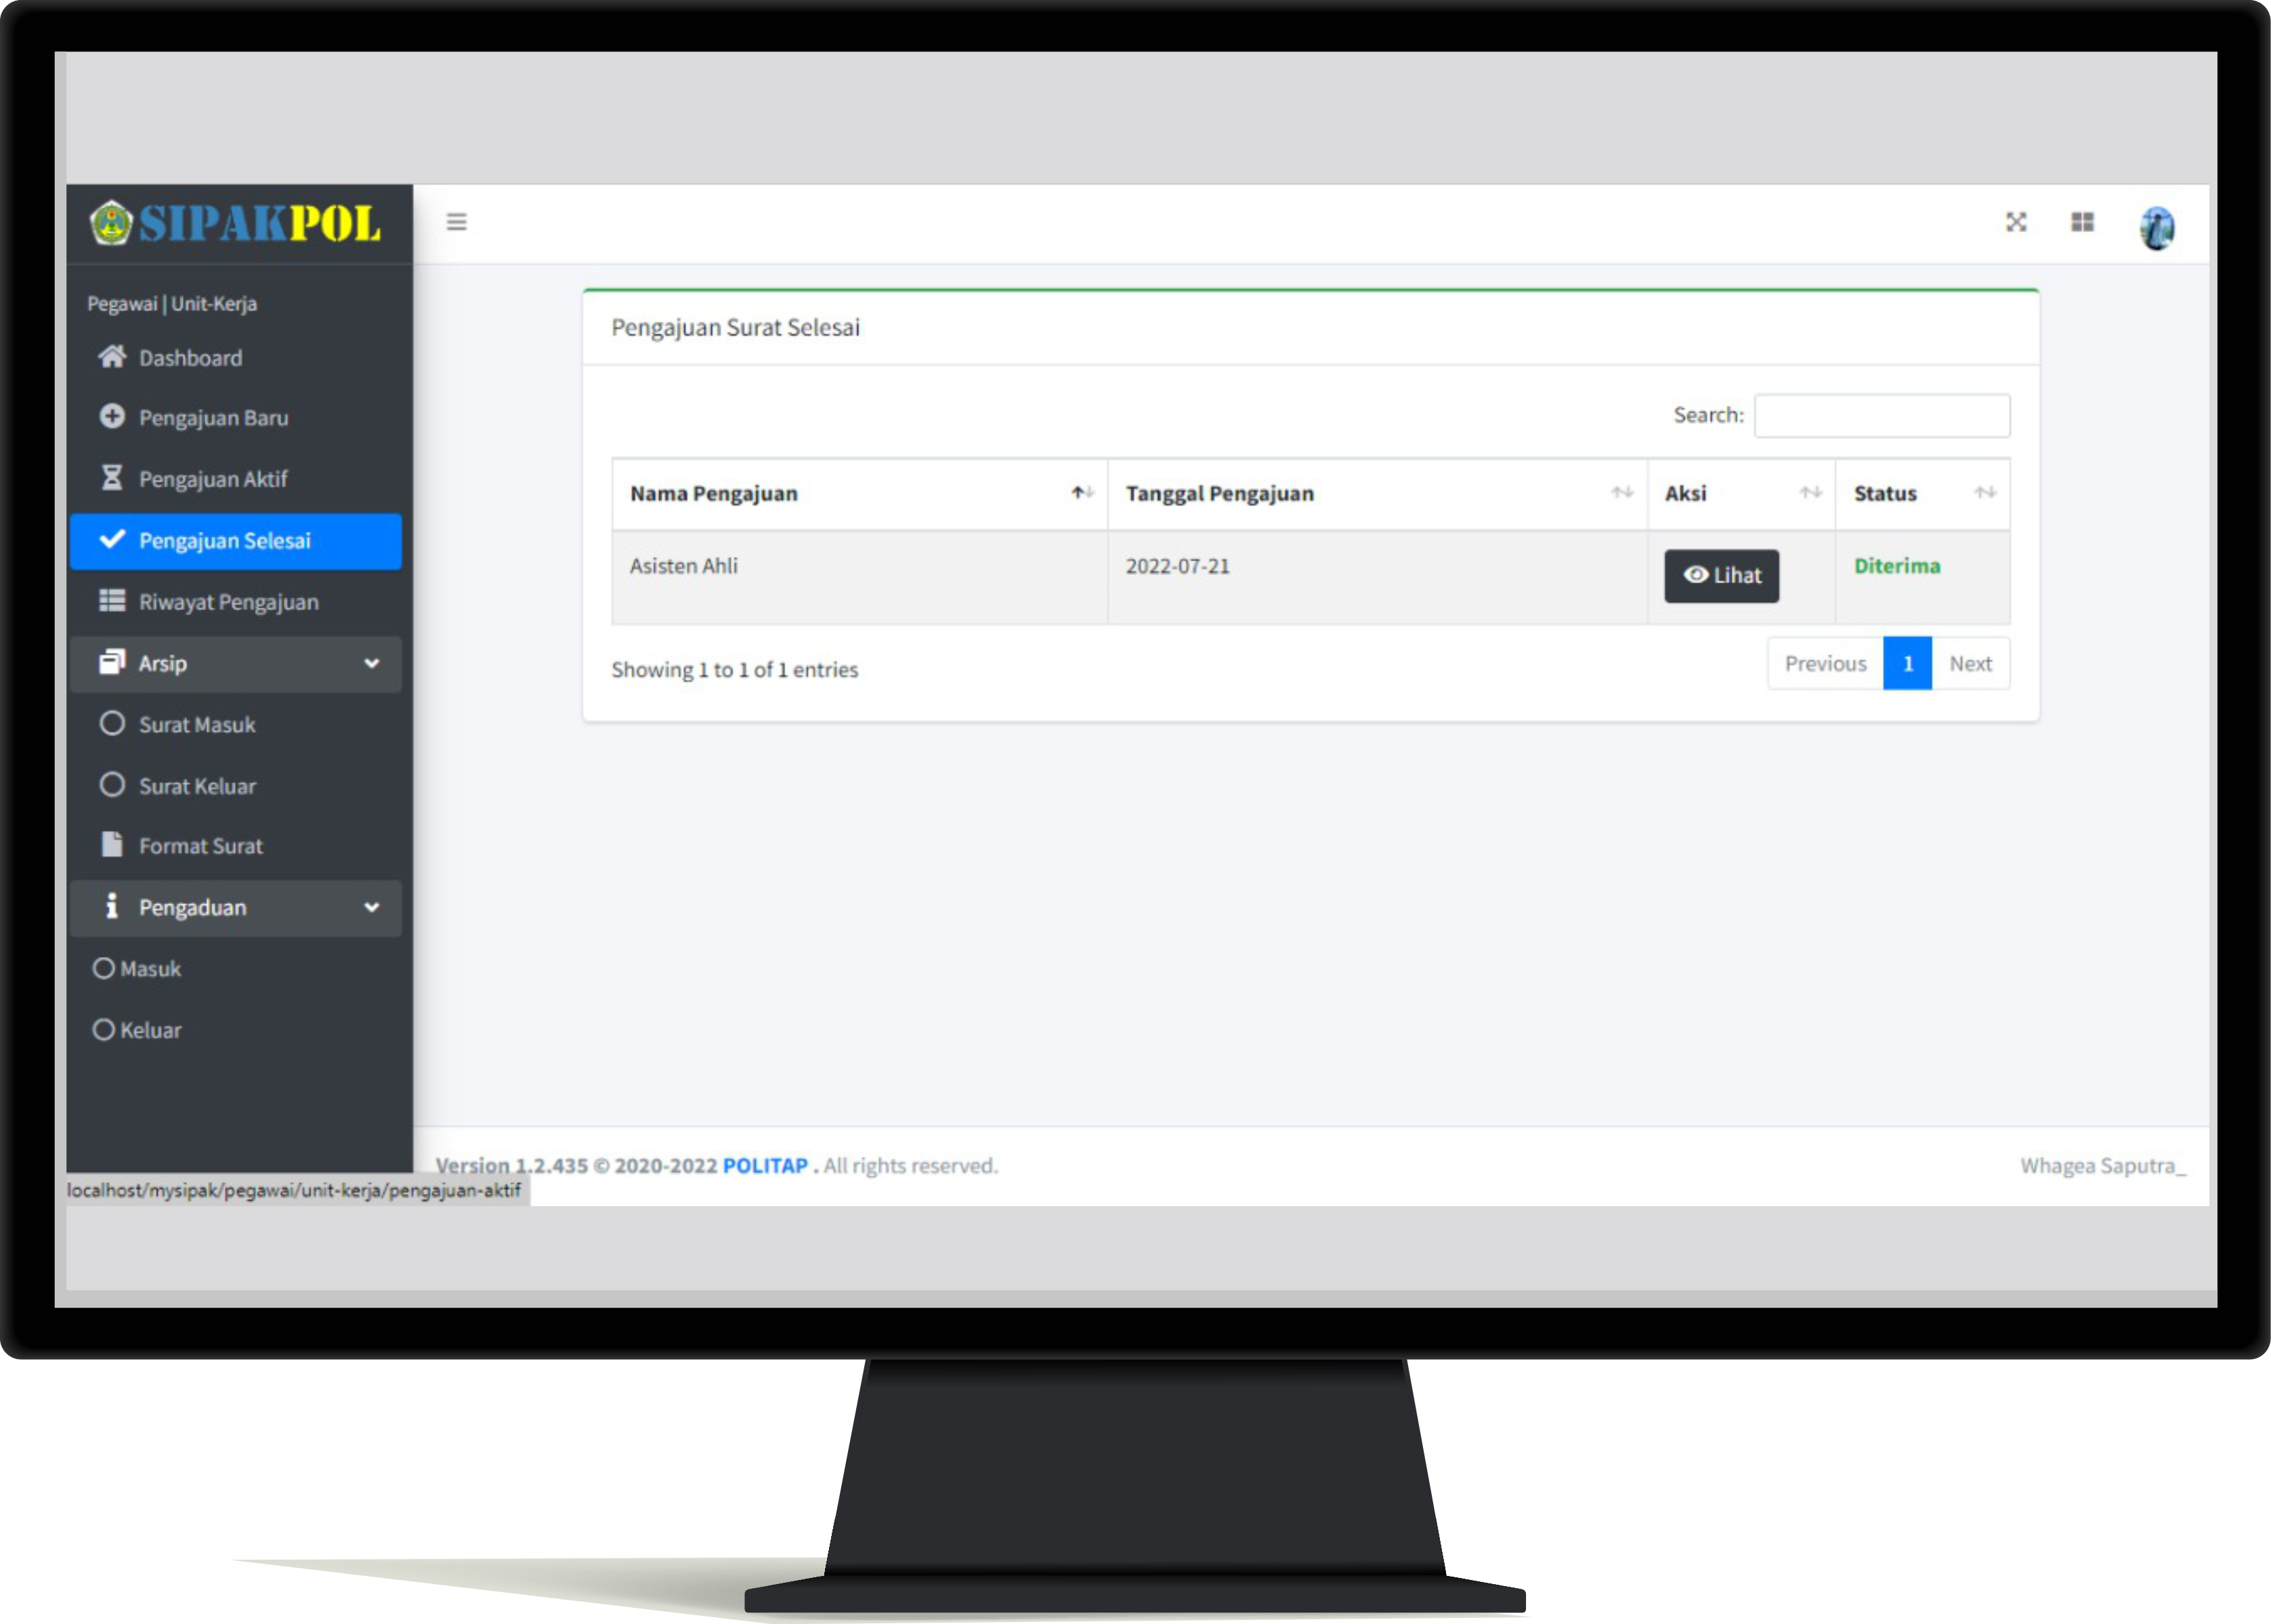 SIPAKPOL
Pegawai | Unit-Kerja
Dashboard
Pengajuan Baru
Pengajuan Aktif
Pengajuan Selesai
Riwayat Pengajuan
Arsip
Surat Masuk
Surat Keluar
Format Surat
Pengaduan
Masuk
Keluar
Pengajuan Surat Selesai
Search:
Nama Pengajuan Tanggal Pengajuan Aksi Status
Asisten Ahli 2022-07-21 Lihat Diterima
Showing 1 to 1 of 1 entries
Previous 1 Next
Version 1.2.435 © 2020-2022 POLITAP . All rights reserved.
Whagea Saputra_
localhost/mysipak/pegawai/unit-kerja/pengajuan-aktif